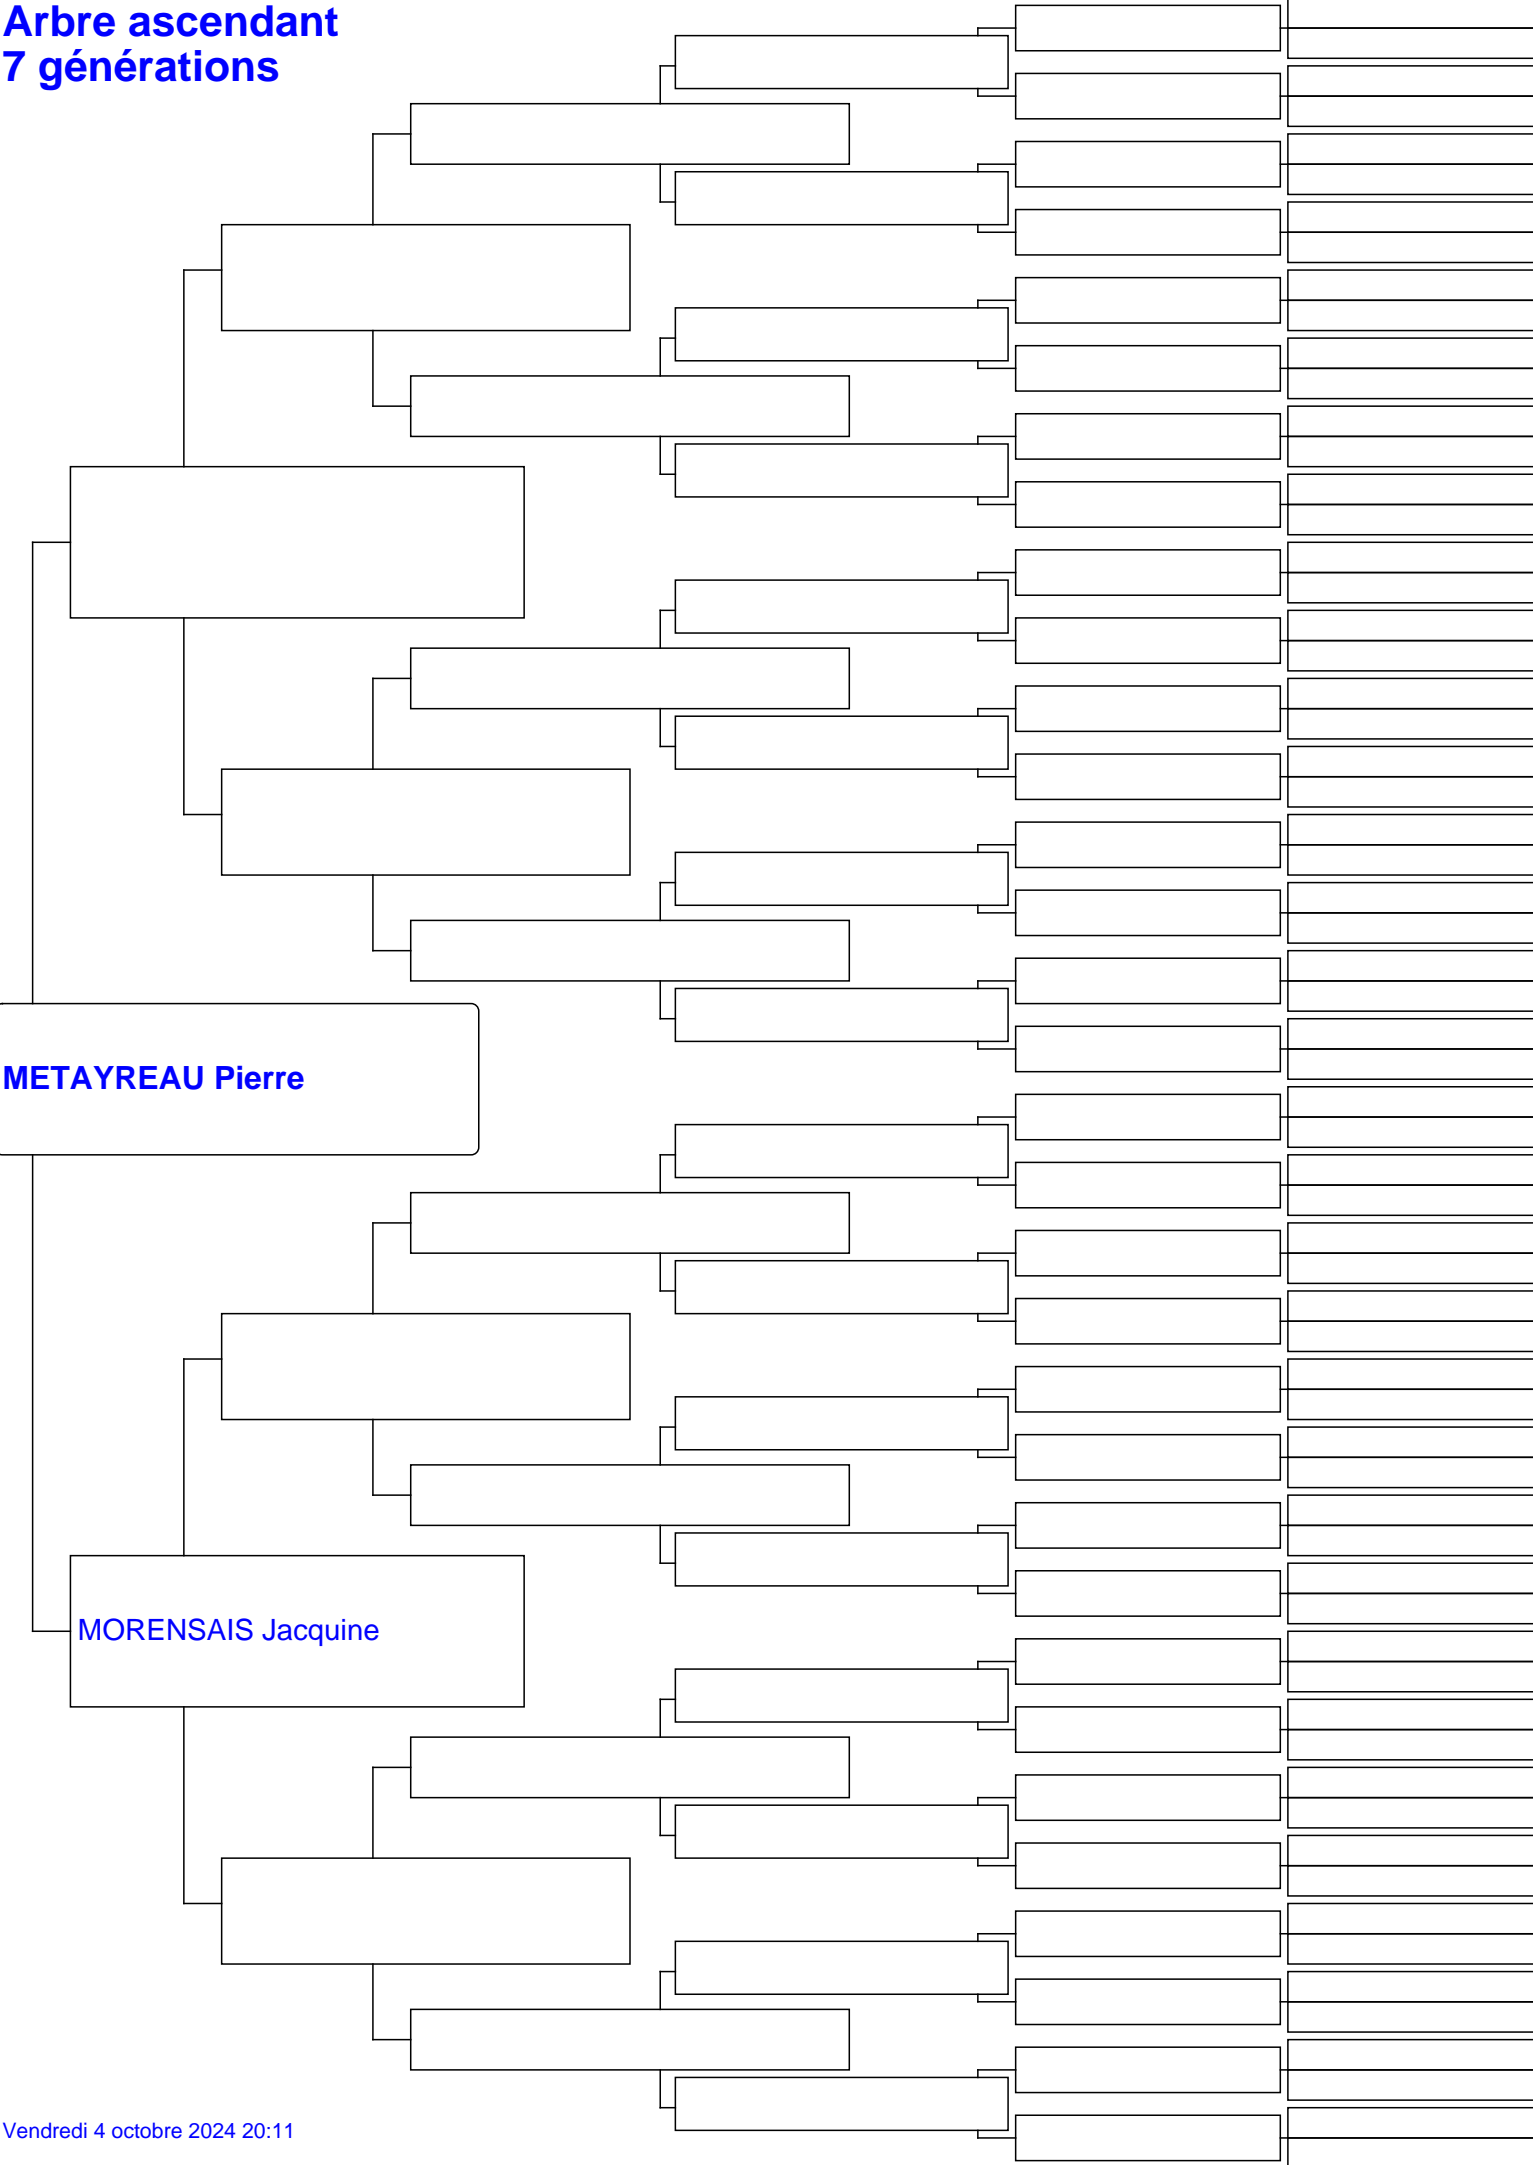 Arbre ascendant
7 générations
METAYREAU Pierre
MORENSAIS Jacquine
Vendredi 4 octobre 2024 20:11